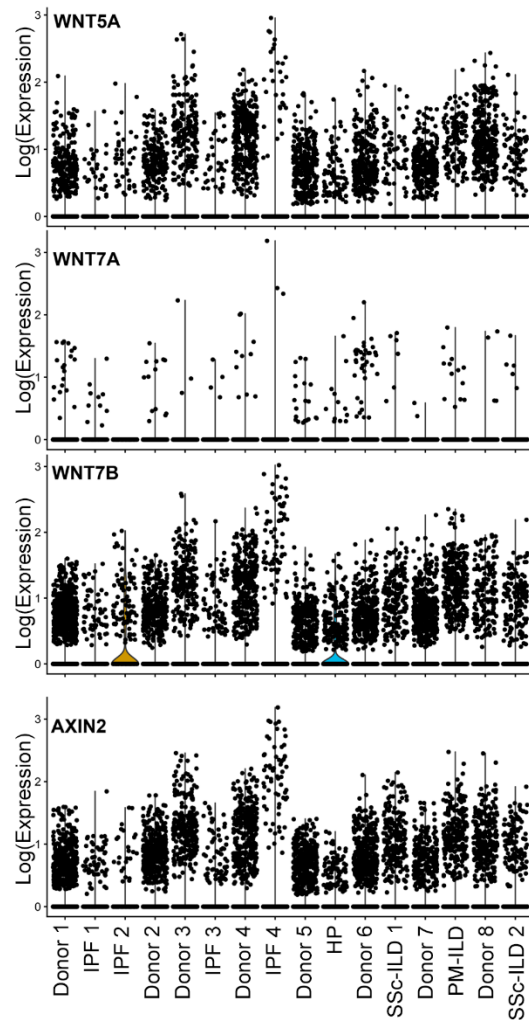 WNT5A
Log(Expression)
3
2
1
0
WNT7A
Log(Expression)
3
2
1
0
WNT7B
Log(Expression)
3
2
1
0
AXIN2
Log(Expression)
3
2
1
0
Donor 1
IPF 1
IPF 2
Donor 2
Donor 3
IPF 3
Donor 4
IPF 4
Donor 5
HP
Donor 6
SSc-ILD 1
Donor 7
PM-ILD
Donor 8
SSc-ILD 2